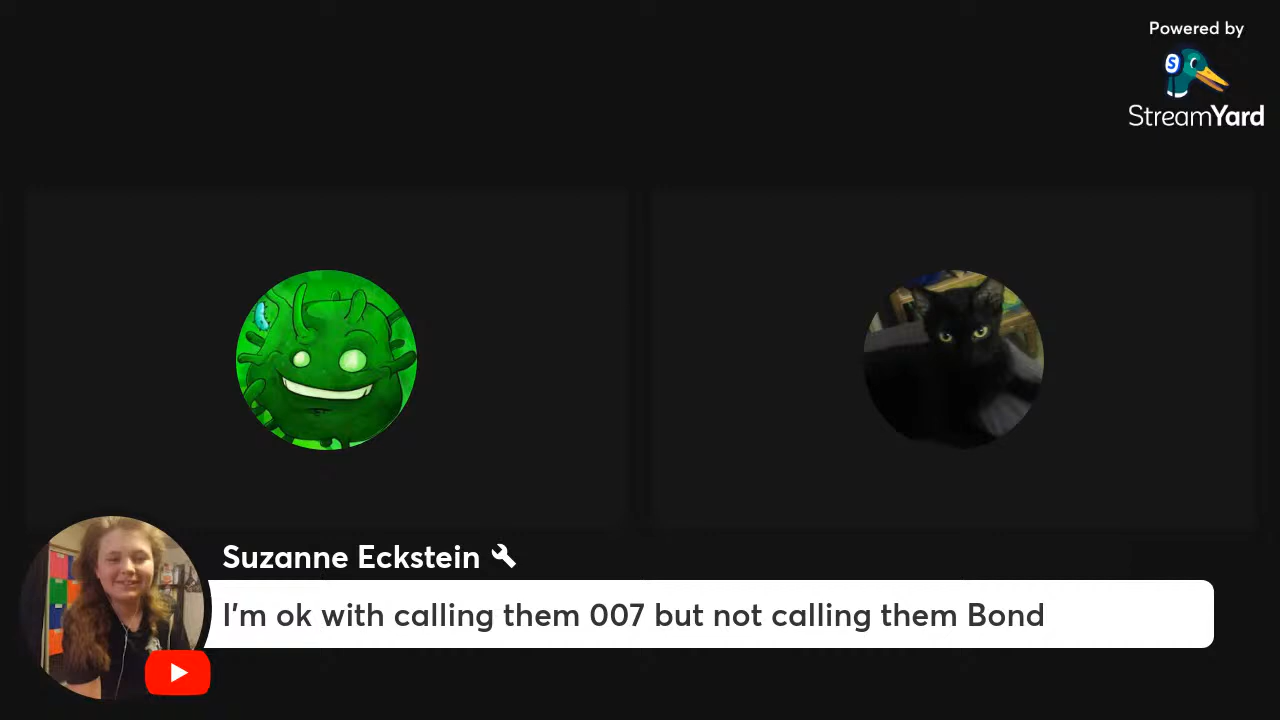 Powered by
S
StreamYard
Suzanne Eckstein
I'm ok with calling them 007 but not calling them Bond